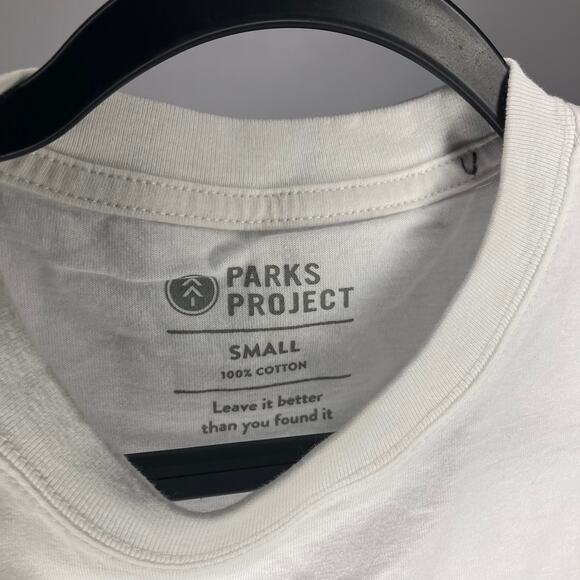 PARKS
PROJECT
SMALL
100% COTTON
Leave it better
than you found it